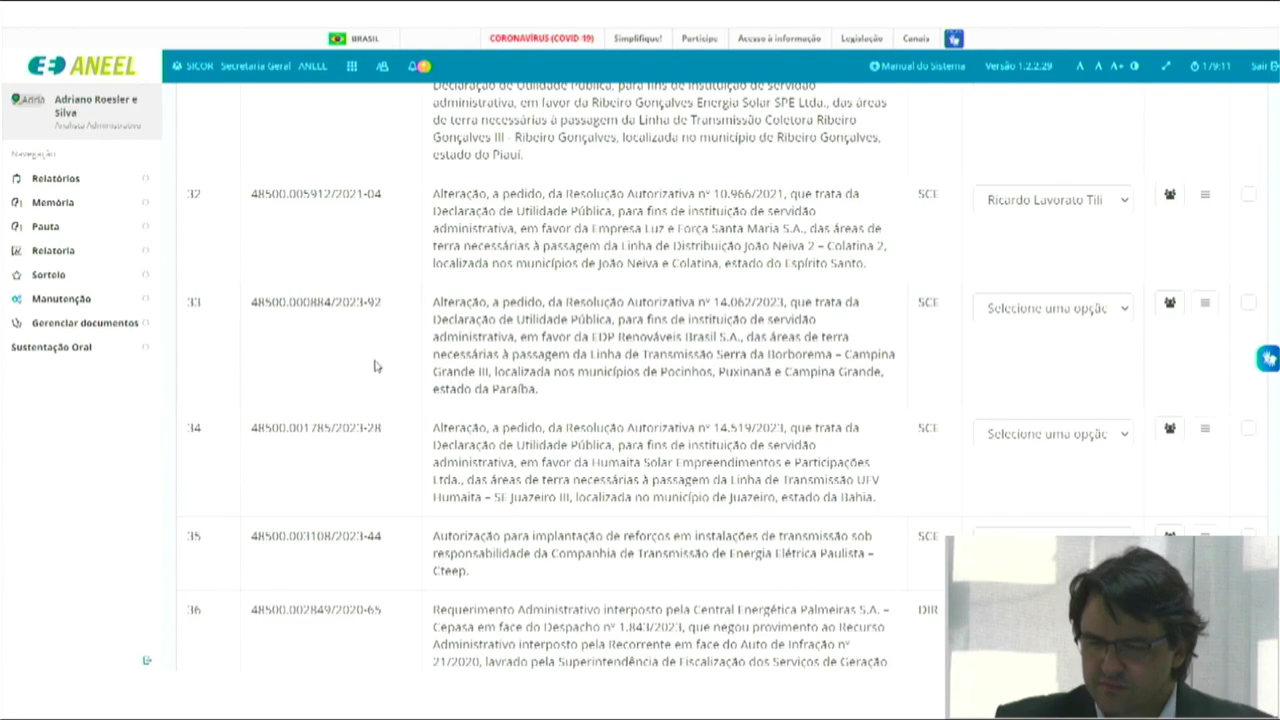 BRASIL CORONAVÍRUS (COVID-19) Simplifique! Participe Acesso à informação Legislação Canais
ANEEL
SICOR Secretaria Geral ANEEL Manual do Sistema Versão 1.2.2.29 A A A+ 179:11 Sair
Adria
Adriano Roesler e
Silva
Analista Administrativo
Navegação
Relatórios
Memória
Pauta
Relatoria
Sorteio
Manutenção
Gerenciar documentos
Sustentação Oral
Declaração de Utilidade Pública, para fins de instituição de servidão
administrativa, em favor da Ribeiro Gonçalves Energia Solar SPE Ltda., das áreas
de terra necessárias à passagem da Linha de Transmissão Coletora Ribeiro
Gonçalves III - Ribeiro Gonçalves, localizada no município de Ribeiro Gonçalves,
estado do Piauí.
32 48500.005912/2021-04 Alteração, a pedido, da Resolução Autorizativa nº 10.966/2021, que trata da SCE Ricardo Lavorato Tili
Declaração de Utilidade Pública, para fins de instituição de servidão
administrativa, em favor da Empresa Luz e Força Santa Maria S.A., das áreas de
terra necessárias à passagem da Linha de Distribuição João Neiva 2 – Colatina 2,
localizada nos municípios de João Neiva e Colatina, estado do Espírito Santo.
33 48500.000884/2023-92 Alteração, a pedido, da Resolução Autorizativa nº 14.062/2023, que trata da SCE Selecione uma opção
Declaração de Utilidade Pública, para fins de instituição de servidão
administrativa, em favor da EDP Renováveis Brasil S.A., das áreas de terra
necessárias à passagem da Linha de Transmissão Serra da Borborema – Campina
Grande III, localizada nos municípios de Pocinhos, Puxinanã e Campina Grande,
estado da Paraíba.
34 48500.001785/2023-28 Alteração, a pedido, da Resolução Autorizativa nº 14.519/2023, que trata da SCE Selecione uma opção
Declaração de Utilidade Pública, para fins de instituição de servidão
administrativa, em favor da Humaita Solar Empreendimentos e Participações
Ltda., das áreas de terra necessárias à passagem da Linha de Transmissão UFV
Humaita – SE Juazeiro III, localizada no município de Juazeiro, estado da Bahia.
35 48500.003108/2023-44 Autorização para implantação de reforços em instalações de transmissão sob SCE
responsabilidade da Companhia de Transmissão de Energia Elétrica Paulista –
Cteep.
36 48500.002849/2020-65 Requerimento Administrativo interposto pela Central Energética Palmeiras S.A. – DIR
Cepasa em face do Despacho nº 1.843/2023, que negou provimento ao Recurso
Administrativo interposto pela Recorrente em face do Auto de Infração nº
21/2020, lavrado pela Superintendência de Fiscalização dos Serviços de Geração